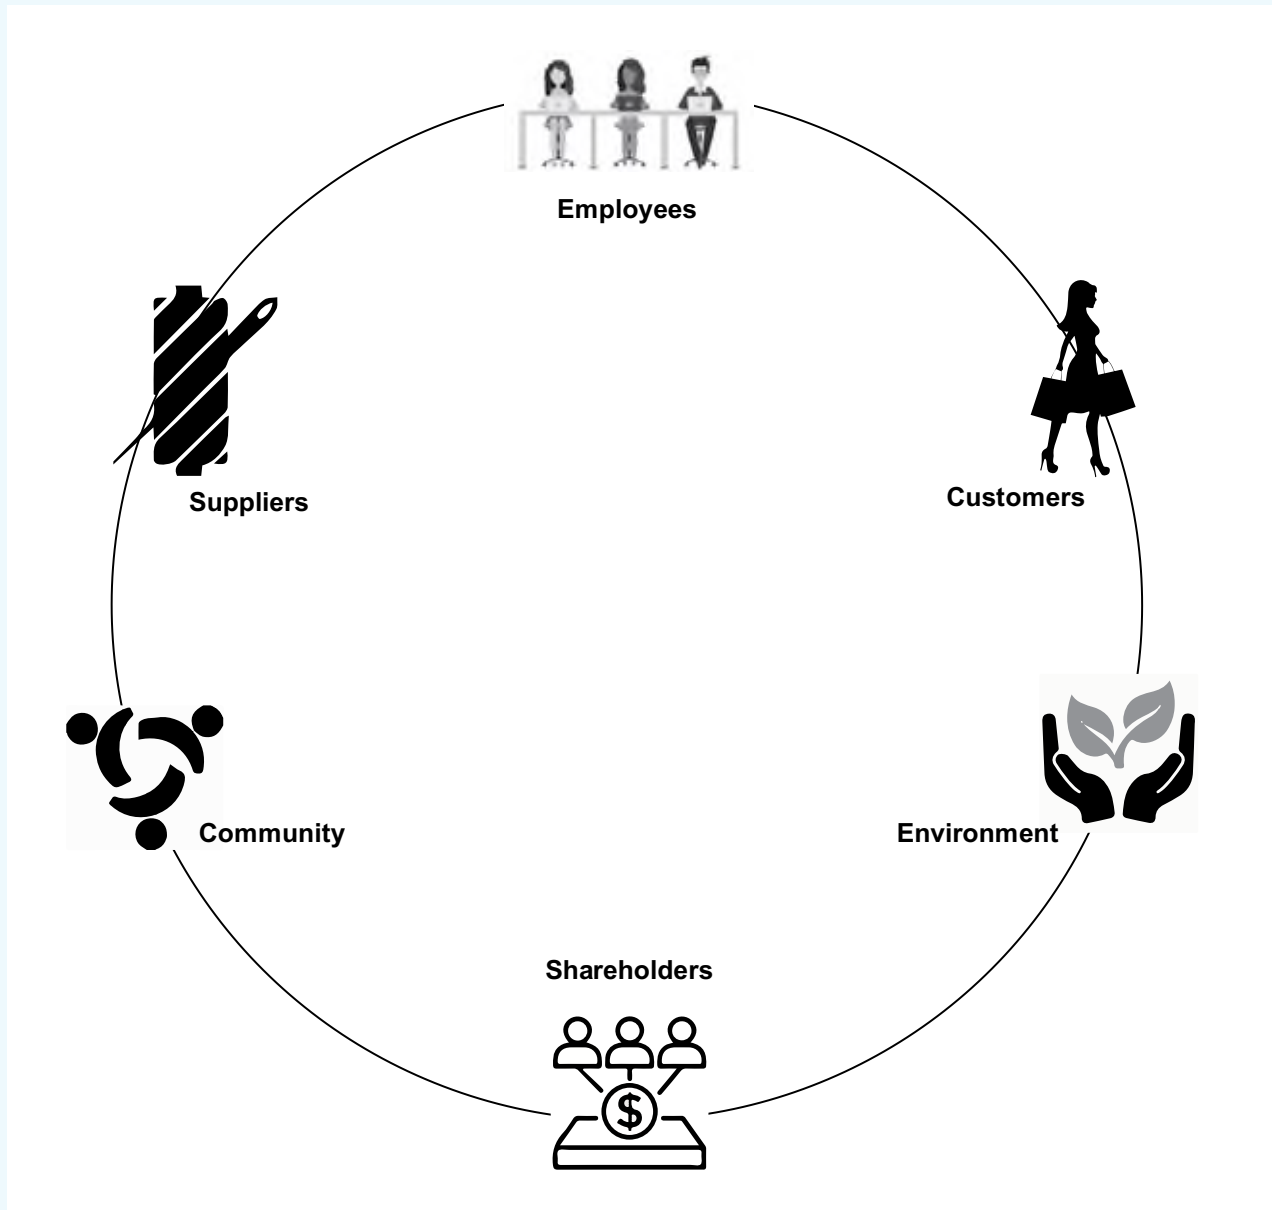 Employees
Suppliers
Customers
Community
Environment
Shareholders
$